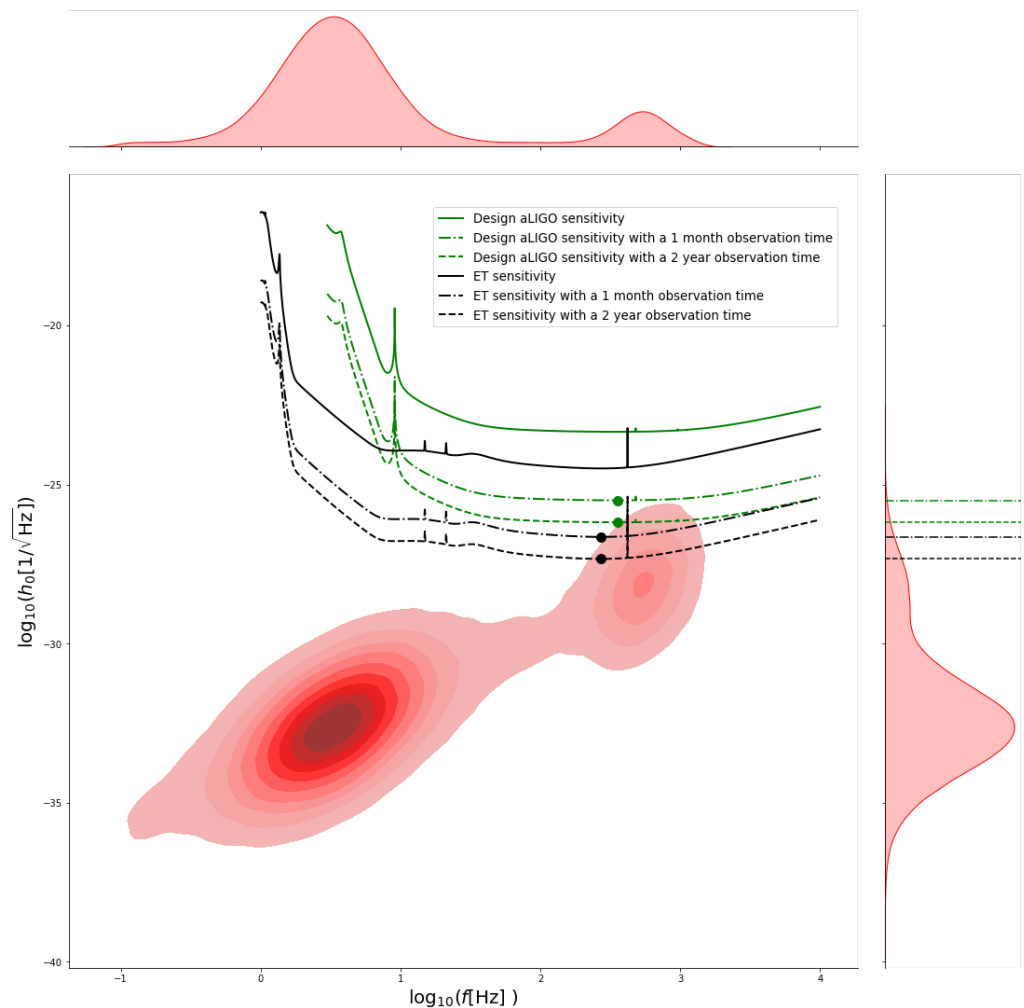 Design aLIGO sensitivity
Design aLIGO sensitivity with a 1 month observation time
Design aLIGO sensitivity with a 2 year observation time
ET sensitivity
ET sensitivity with a 1 month observation time
ET sensitivity with a 2 year observation time
−20
−25
−30
−35
−40
log₁₀(h₀[1/√Hz])
−1
0
1
2
3
4
log₁₀(f[Hz] )